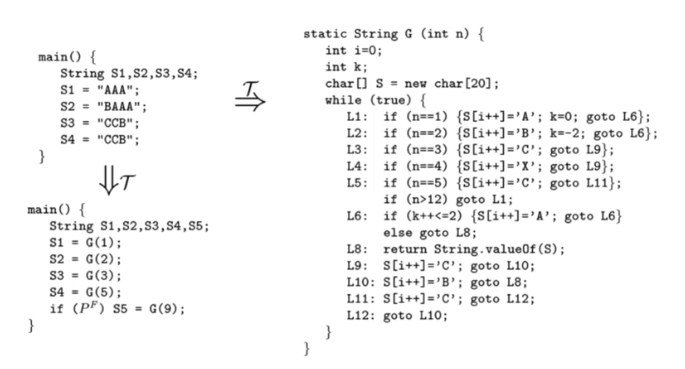 main() {
String S1,S2,S3,S4;
S1 = "AAA";
S2 = "BAAA";
S3 = "CCB";
S4 = "CCB";
}
T
⇒
⇓T
main() {
String S1,S2,S3,S4,S5;
S1 = G(1);
S2 = G(2);
S3 = G(3);
S4 = G(5);
if (P^F) S5 = G(9);
}
static String G (int n) {
int i=0;
int k;
char[] S = new char[20];
while (true) {
L1: if (n==1) {S[i++]='A'; k=0; goto L6};
L2: if (n==2) {S[i++]='B'; k=-2; goto L6};
L3: if (n==3) {S[i++]='C'; goto L9};
L4: if (n==4) {S[i++]='X'; goto L9};
L5: if (n==5) {S[i++]='C'; goto L11};
if (n>12) goto L1;
L6: if (k++<=2) {S[i++]='A'; goto L6}
else goto L8;
L8: return String.valueOf(S);
L9: S[i++]='C'; goto L10;
L10: S[i++]='B'; goto L8;
L11: S[i++]='C'; goto L12;
L12: goto L10;
}
}